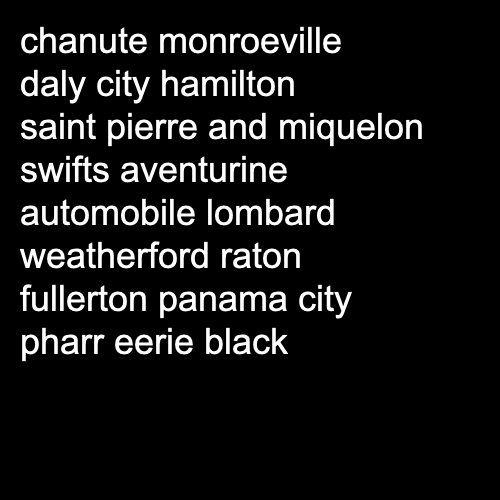 chanute monroeville
daly city hamilton
saint pierre and miquelon
swifts aventurine
automobile lombard
weatherford raton
fullerton panama city
pharr eerie black